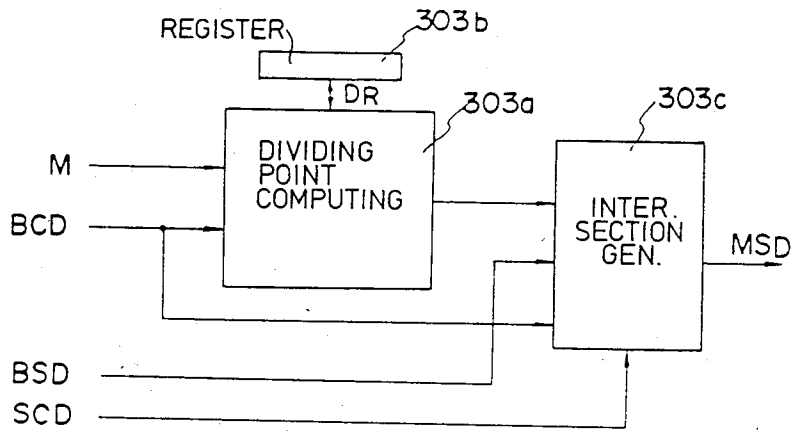 REGISTER
303b
DR
303a
303c
M
DIVIDING
POINT
COMPUTING
BCD
INTER.
SECTION
GEN.
MSD
BSD
SCD